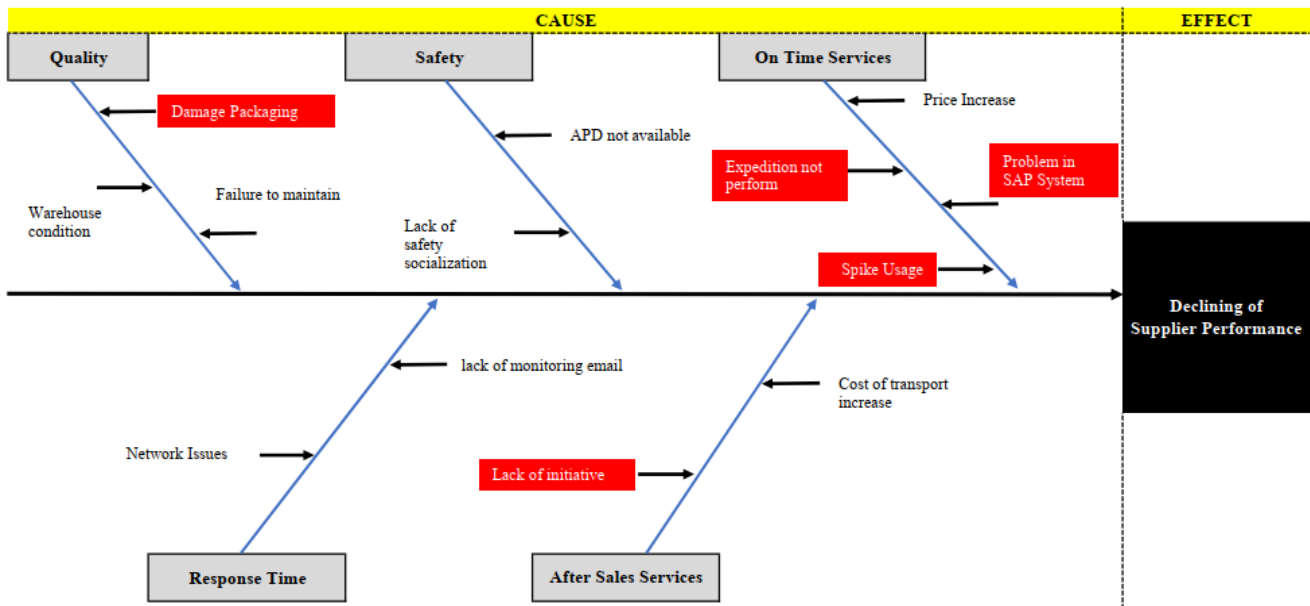 CAUSE
EFFECT
Quality
Safety
On Time Services
Damage Packaging
Price Increase
APD not available
Expedition not
perform
Problem in
SAP System
Failure to maintain
Warehouse
condition
Lack of
safety
socialization
Spike Usage
Declining of
Supplier Performance
lack of monitoring email
Cost of transport
increase
Network Issues
Lack of initiative
Response Time
After Sales Services